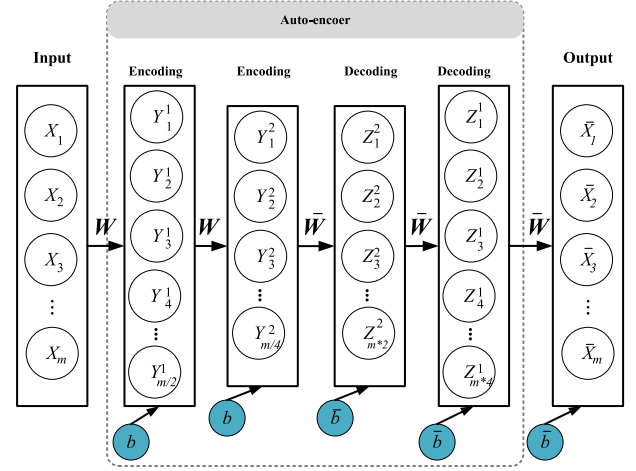 Auto-encoer
Input
Encoding
Encoding
Decoding
Decoding
Output
X₁
X₂
X₃
⋮
Xₘ
W
Y¹₁
Y¹₂
Y¹₃
Y¹₄
⋮
Y¹m/2
b
W
Y²₁
Y²₂
Y²₃
⋮
Y²m/4
b
W̄
Z²₁
Z²₂
Z²₃
⋮
Z²m*2
b̄
W̄
Z¹₁
Z¹₂
Z¹₃
Z¹₄
⋮
Z¹m*4
b̄
W̄
X̄₁
X̄₂
X̄₃
⋮
X̄ₘ
b̄